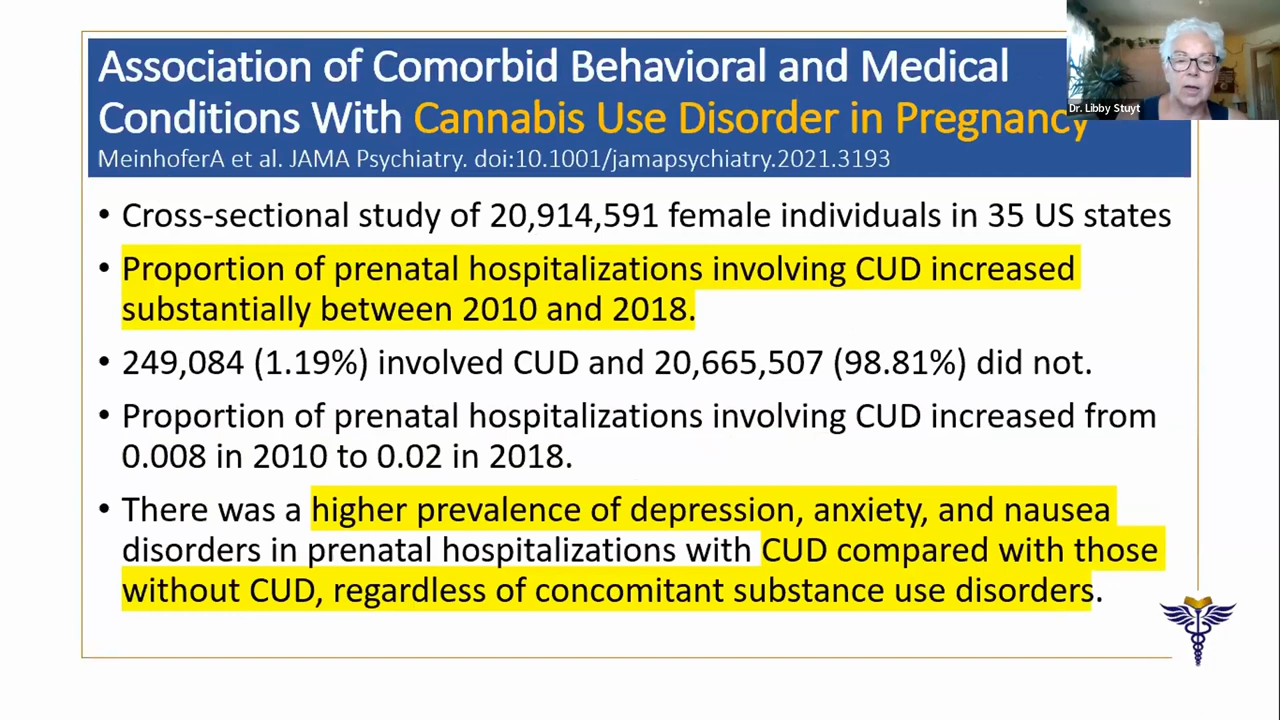 Association of Comorbid Behavioral and Medical
Conditions With Cannabis Use Disorder in Pregnancy
MeinhoferA et al. JAMA Psychiatry. doi:10.1001/jamapsychiatry.2021.3193
Dr. Libby Stuyt
• Cross-sectional study of 20,914,591 female individuals in 35 US states
• Proportion of prenatal hospitalizations involving CUD increased
substantially between 2010 and 2018.
• 249,084 (1.19%) involved CUD and 20,665,507 (98.81%) did not.
• Proportion of prenatal hospitalizations involving CUD increased from
0.008 in 2010 to 0.02 in 2018.
• There was a higher prevalence of depression, anxiety, and nausea
disorders in prenatal hospitalizations with CUD compared with those
without CUD, regardless of concomitant substance use disorders.